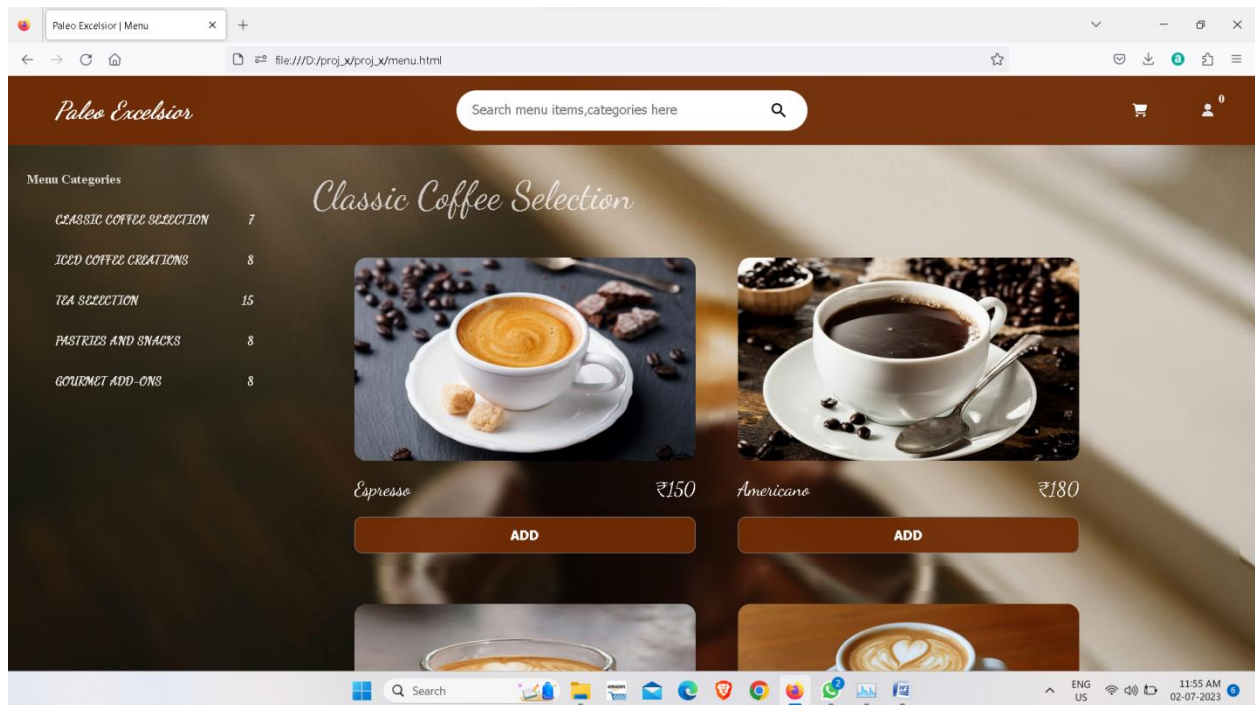 Paleo Excelsior | Menu
file:///D:/proj_x/proj_x/menu.html
Paleo Excelsior
Search menu items,categories here
0
Menu Categories
CLASSIC COFFEE SELECTION 7
ICED COFFEE CREATIONS 8
TEA SELECTION 15
PASTRIES AND SNACKS 8
GOURMET ADD-ONS 8
Classic Coffee Selection
Espresso ₹150
Americano ₹180
ADD
ADD
Search
2
ENG
US
11:55 AM
02-07-2023
6